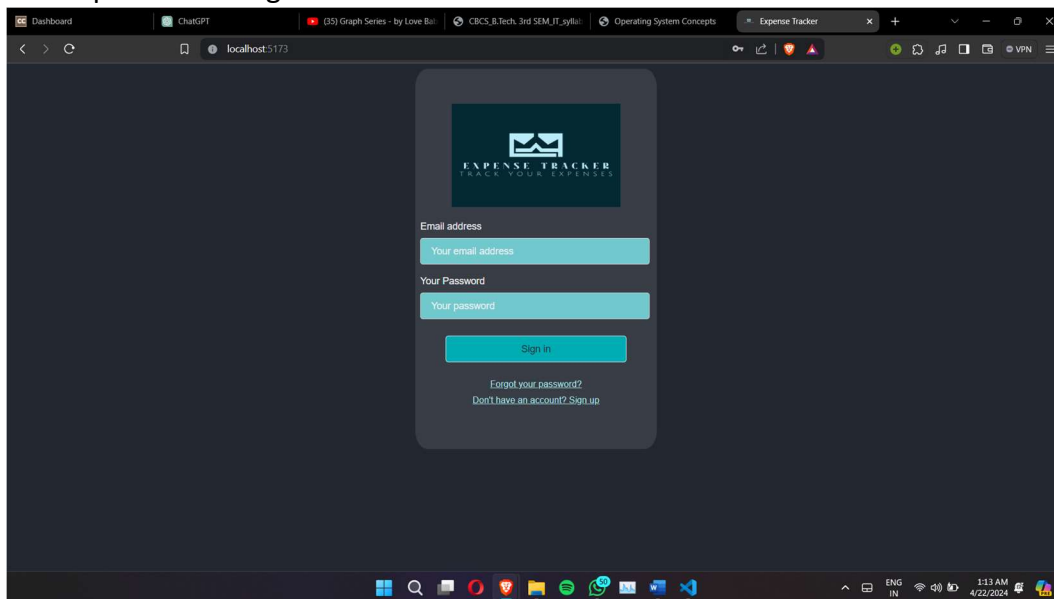 CC Dashboard
ChatGPT
(35) Graph Series - by Love Bab
CBCS_B.Tech. 3rd SEM_IT_syllab
Operating System Concepts
Expense Tracker
localhost:5173
VPN
EXPENSE TRACKER
TRACK YOUR EXPENSES
Email address
Your email address
Your Password
Your password
Sign in
Forgot your password?
Don't have an account? Sign up
50
ENG
IN
1:13 AM
4/22/2024